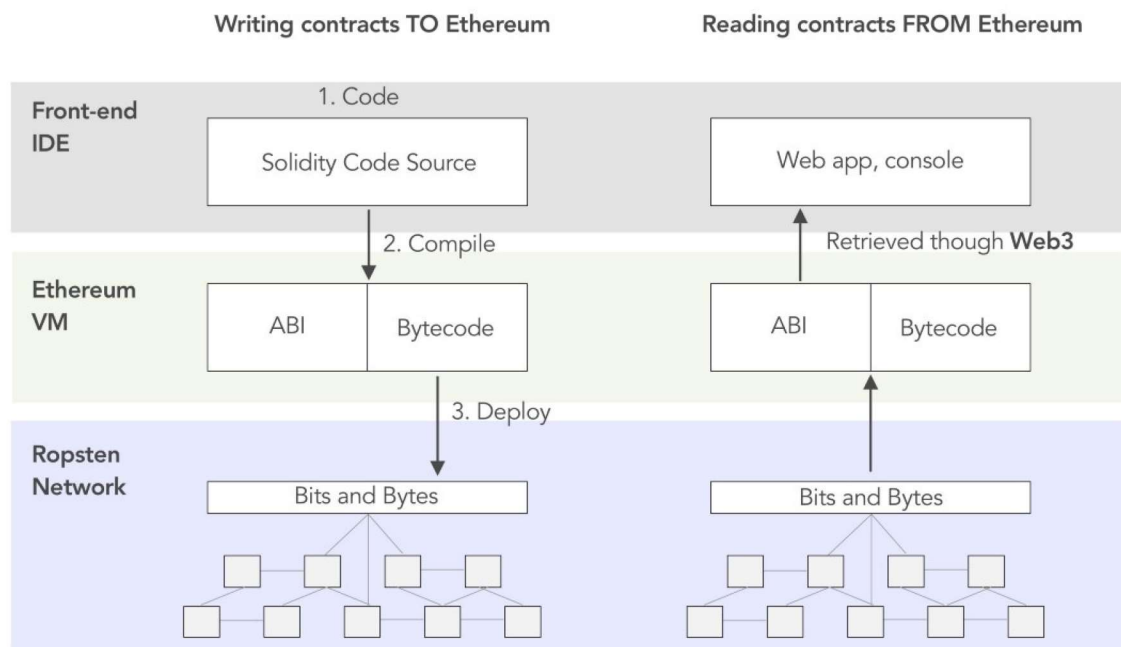 Writing contracts TO Ethereum
Reading contracts FROM Ethereum
Front-end
IDE
1. Code
Solidity Code Source
Web app, console
2. Compile
Retrieved though Web3
Ethereum
VM
ABI
Bytecode
ABI
Bytecode
3. Deploy
Ropsten
Network
Bits and Bytes
Bits and Bytes